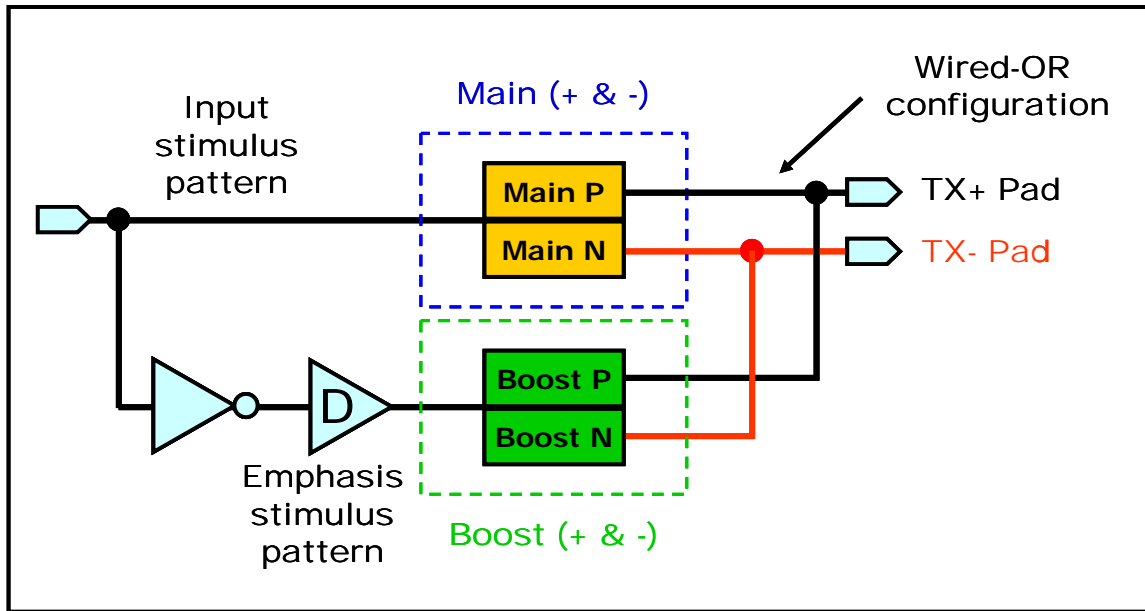 Wired-OR
configuration
Main (+ & -)
Input
stimulus
pattern
Main P
Main N
TX+ Pad
TX- Pad
Boost P
Boost N
D
Emphasis
stimulus
pattern
Boost (+ & -)